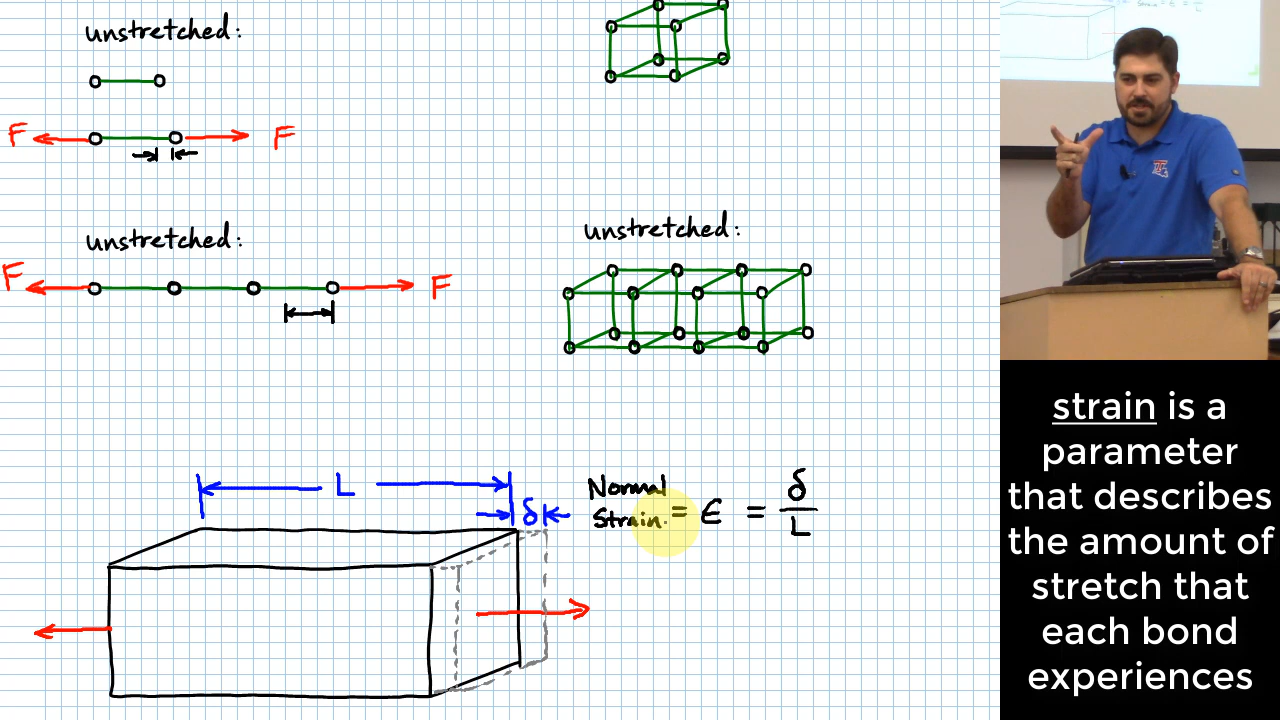 unstretched:
F F
unstretched:
F F
unstretched:
L
δ
Normal
Strain = ϵ = δ
L
strain is a
parameter
that describes
the amount of
stretch that
each bond
experiences